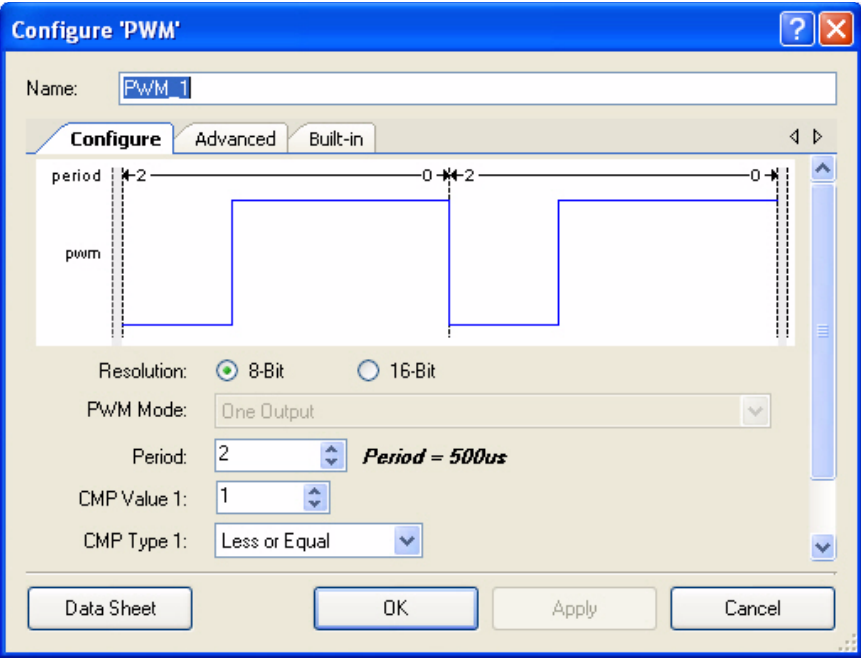 Configure 'PWM'
Name: PWM_1
Configure Advanced Built-in
period 2 0 2 0
pwm
Resolution: 8-Bit 16-Bit
PWM Mode: One Output
Period: 2 Period = 500us
CMP Value 1: 1
CMP Type 1: Less or Equal
Data Sheet OK Apply Cancel